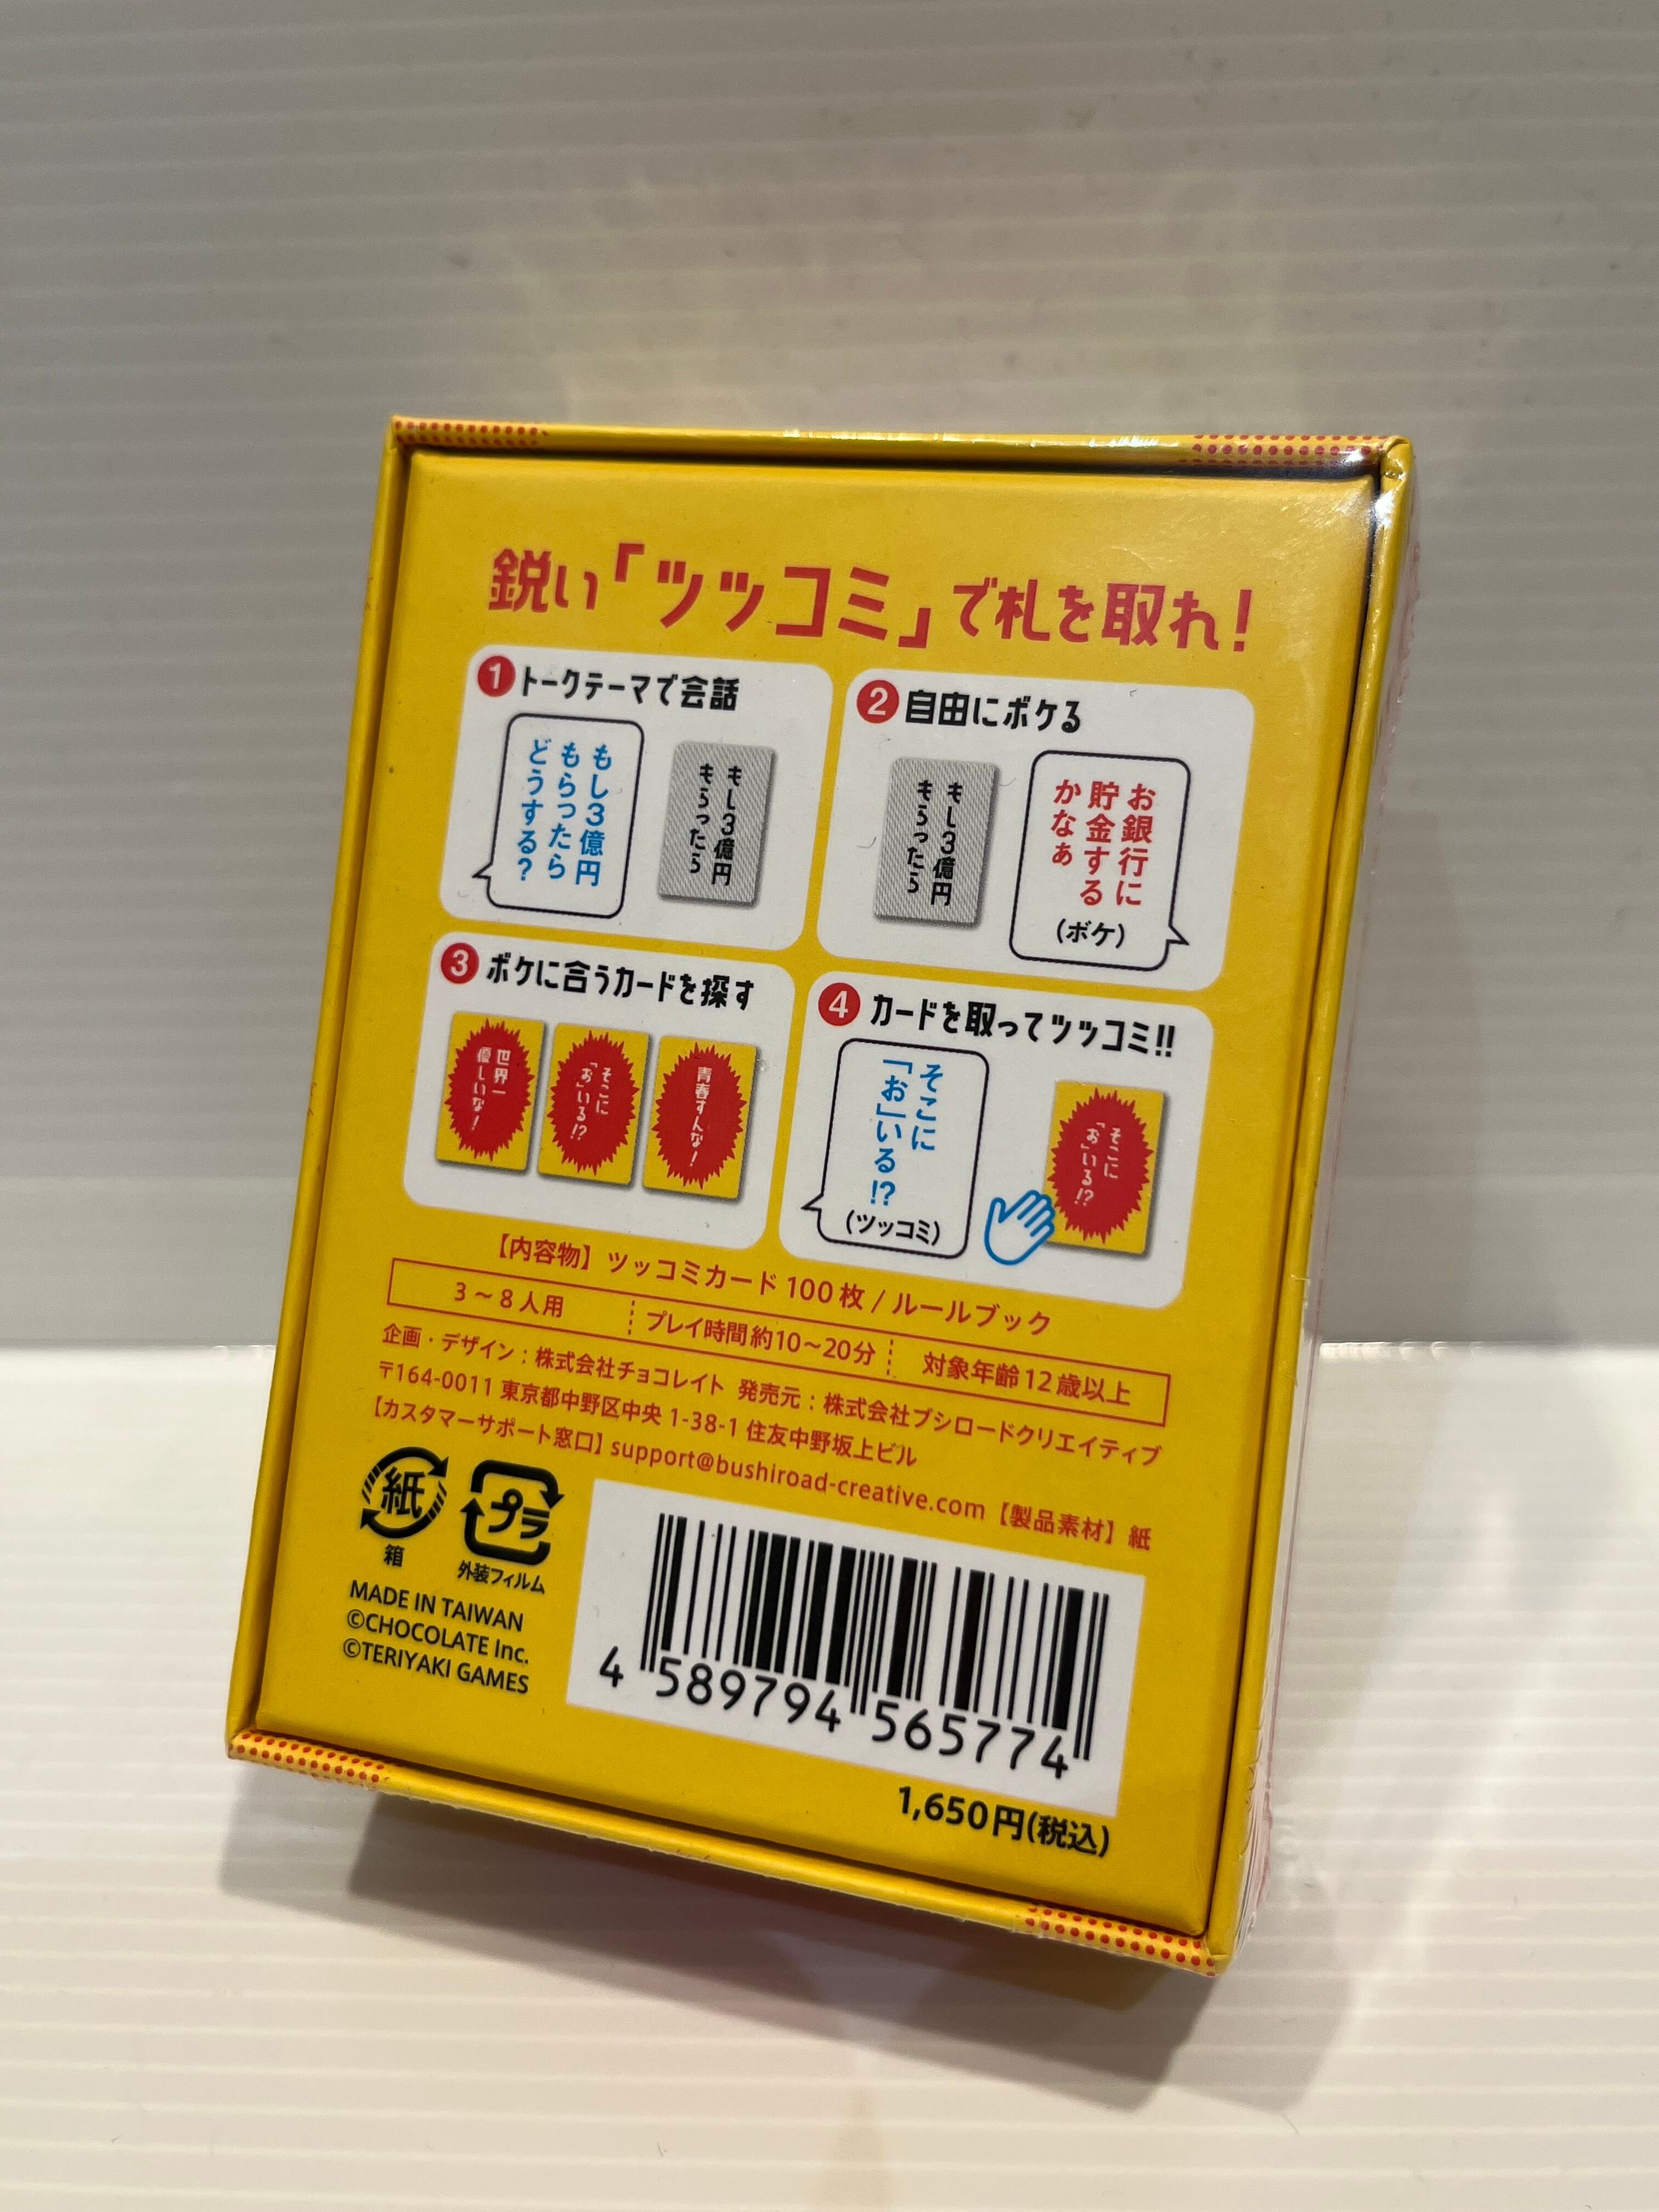 鋭い「ツッコミ」で札を取れ！
1 トークテーマで会話
もし3億円
もらったら
どうする？
もし3億円
もらったら
2 自由にボケる
もし3億円
もらったら
お銀行に
貯金する
かなぁ
(ボケ)
3 ボケに合うカードを探す
世界一
優しいな！
そこに
「お」いる!?
青春すんな！
4 カードを取ってツッコミ!!
そこに
「お」いる!?
(ツッコミ)
そこに
「お」いる!?
【内容物】ツッコミカード100枚 / ルールブック
3〜8人用 プレイ時間約10〜20分 対象年齢12歳以上
企画・デザイン：株式会社チョコレイト 発売元：株式会社ブシロードクリエイティブ
〒164-0011 東京都中野区中央 1-38-1 住友中野坂上ビル
【カスタマーサポート窓口】support@bushiroad-creative.com【製品素材】紙
紙
箱
プラ
外装フィルム
MADE IN TAIWAN
©CHOCOLATE Inc.
©TERIYAKI GAMES
4 589794 565774
1,650円(税込)